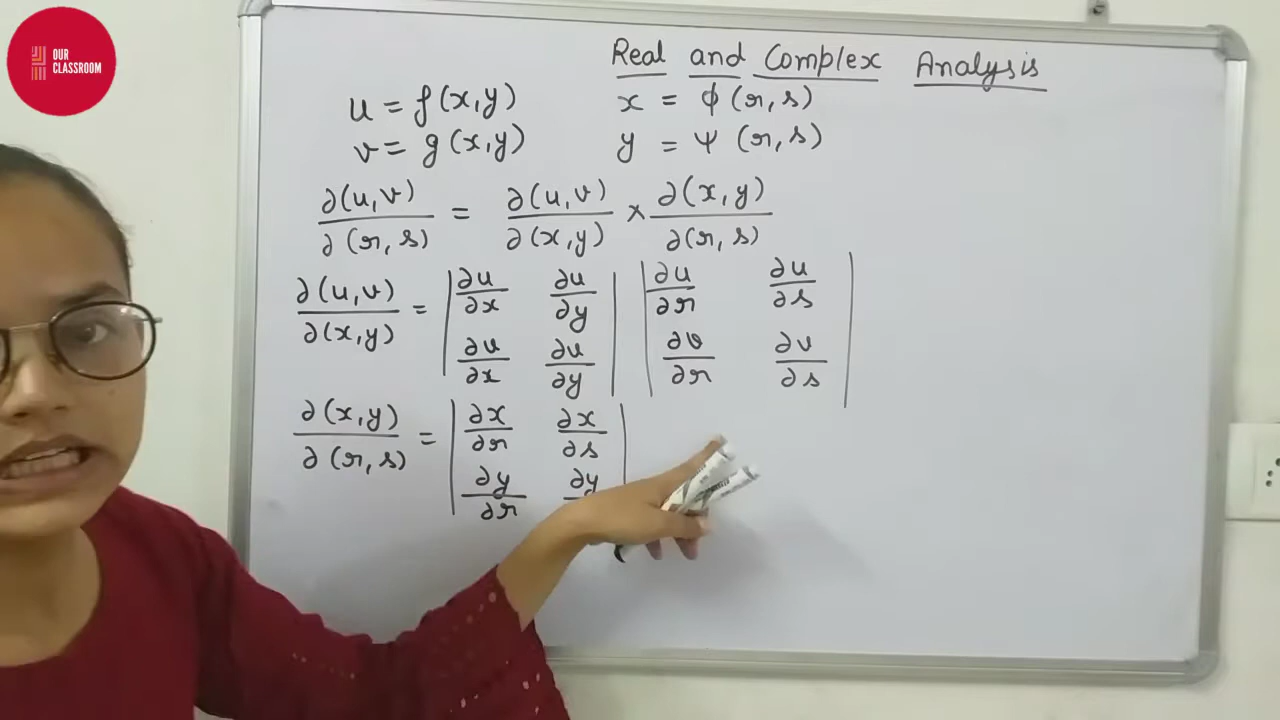 OUR
CLASSROOM
Real and Complex Analysis
u = f(x,y) x = ϕ(r,s)
v = g(x,y) y = ψ(r,s)
∂(u,v)/∂(r,s) = ∂(u,v)/∂(x,y) × ∂(x,y)/∂(r,s)
∂(u,v)/∂(x,y) = | ∂u/∂x ∂u/∂y | | ∂u/∂r ∂u/∂s |
| ∂v/∂x ∂v/∂y | | ∂v/∂r ∂v/∂s |
∂(x,y)/∂(r,s) = | ∂x/∂r ∂x/∂s |
| ∂y/∂r ∂y